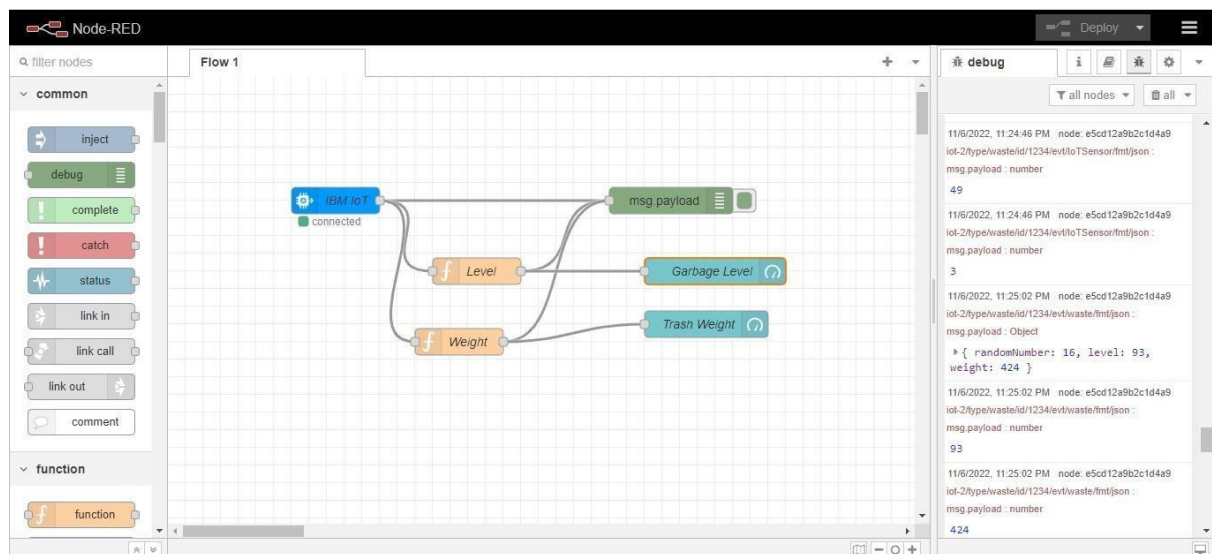 Node-RED
Deploy
filter nodes
Flow 1
debug
i
common
all nodes
all
inject
debug
complete
catch
status
link in
link call
link out
comment
function
function
IBM IoT
connected
msg.payload
Level
Garbage Level
Weight
Trash Weight
11/6/2022, 11:24:46 PM node: e5cd12a9b2c1d4a9
iot-2/type/waste/id/1234/evt/IoTSensor/fmt/json :
msg.payload : number
49
11/6/2022, 11:24:46 PM node: e5cd12a9b2c1d4a9
iot-2/type/waste/id/1234/evt/IoTSensor/fmt/json :
msg.payload : number
3
11/6/2022, 11:25:02 PM node: e5cd12a9b2c1d4a9
iot-2/type/waste/id/1234/evt/waste/fmt/json :
msg.payload : Object
{ randomNumber: 16, level: 93,
weight: 424 }
11/6/2022, 11:25:02 PM node: e5cd12a9b2c1d4a9
iot-2/type/waste/id/1234/evt/waste/fmt/json :
msg.payload : number
93
11/6/2022, 11:25:02 PM node: e5cd12a9b2c1d4a9
iot-2/type/waste/id/1234/evt/waste/fmt/json :
msg.payload : number
424